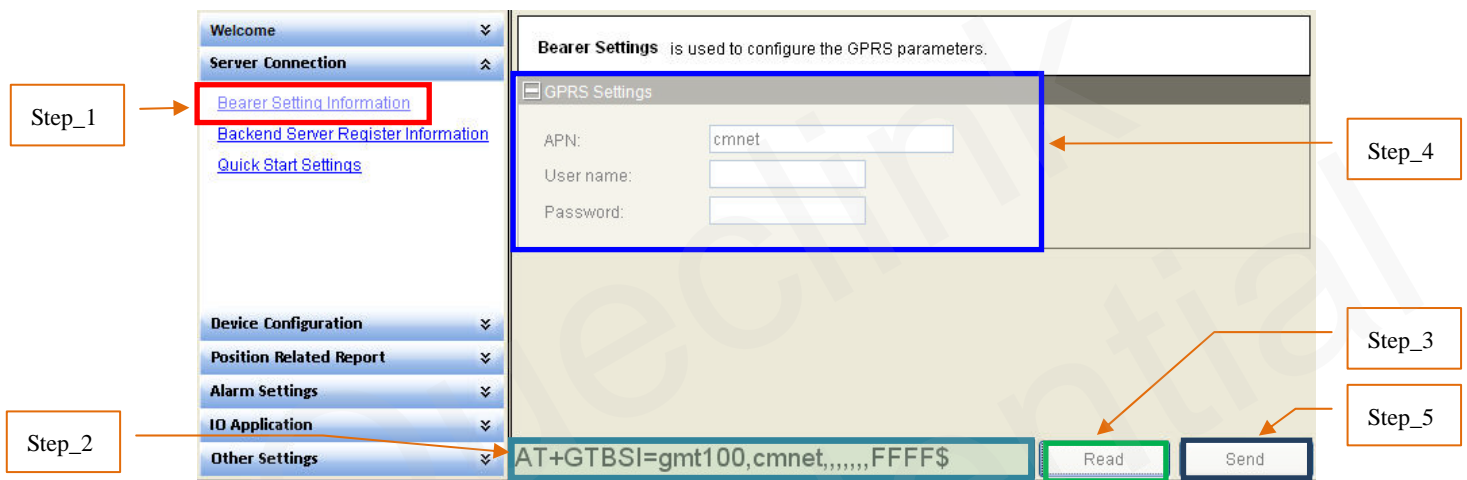 Welcome
Server Connection
Bearer Setting Information
Backend Server Register Information
Quick Start Settings
Device Configuration
Position Related Report
Alarm Settings
IO Application
Other Settings
Bearer Settings is used to configure the GPRS parameters.
GPRS Settings
APN: cmnet
User name:
Password:
AT+GTBSI=gmt100,cmnet,,,,,,,FFFF$
Read
Send
Step_1
Step_2
Step_4
Step_3
Step_5